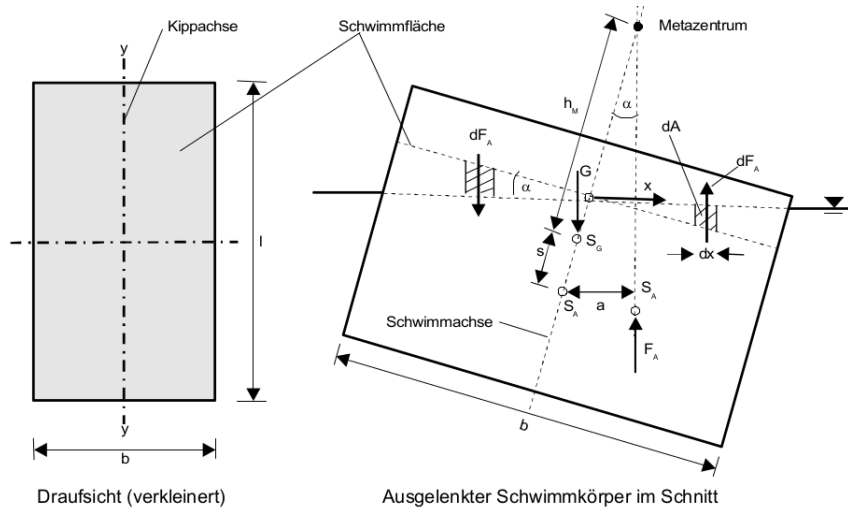 Kippachse
Schwimmfläche
y
y
l
b
Draufsicht (verkleinert)
Metazentrum
h_M
α
dA
dF_A
dF_A
α
G
x
S_G
s
dx
S_A
S_A
a
Schwimmachse
F_A
b
Ausgelenkter Schwimmkörper im Schnitt